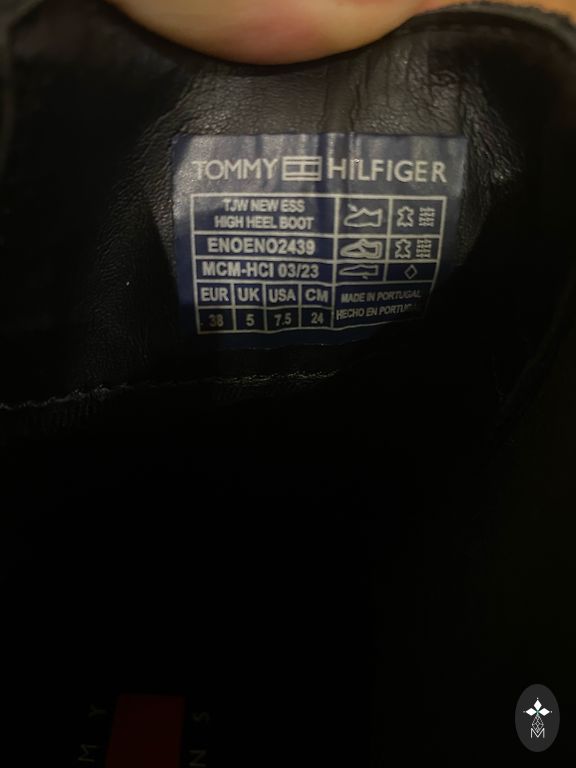 TOMMY HILFIGER
TJW NEW ESS
HIGH HEEL BOOT
ENOENO2439
MCM-HCI 03/23
EUR UK USA CM
38 5 7.5 24
MADE IN PORTUGAL
HECHO EN PORTUGAL
M Y
N S
M